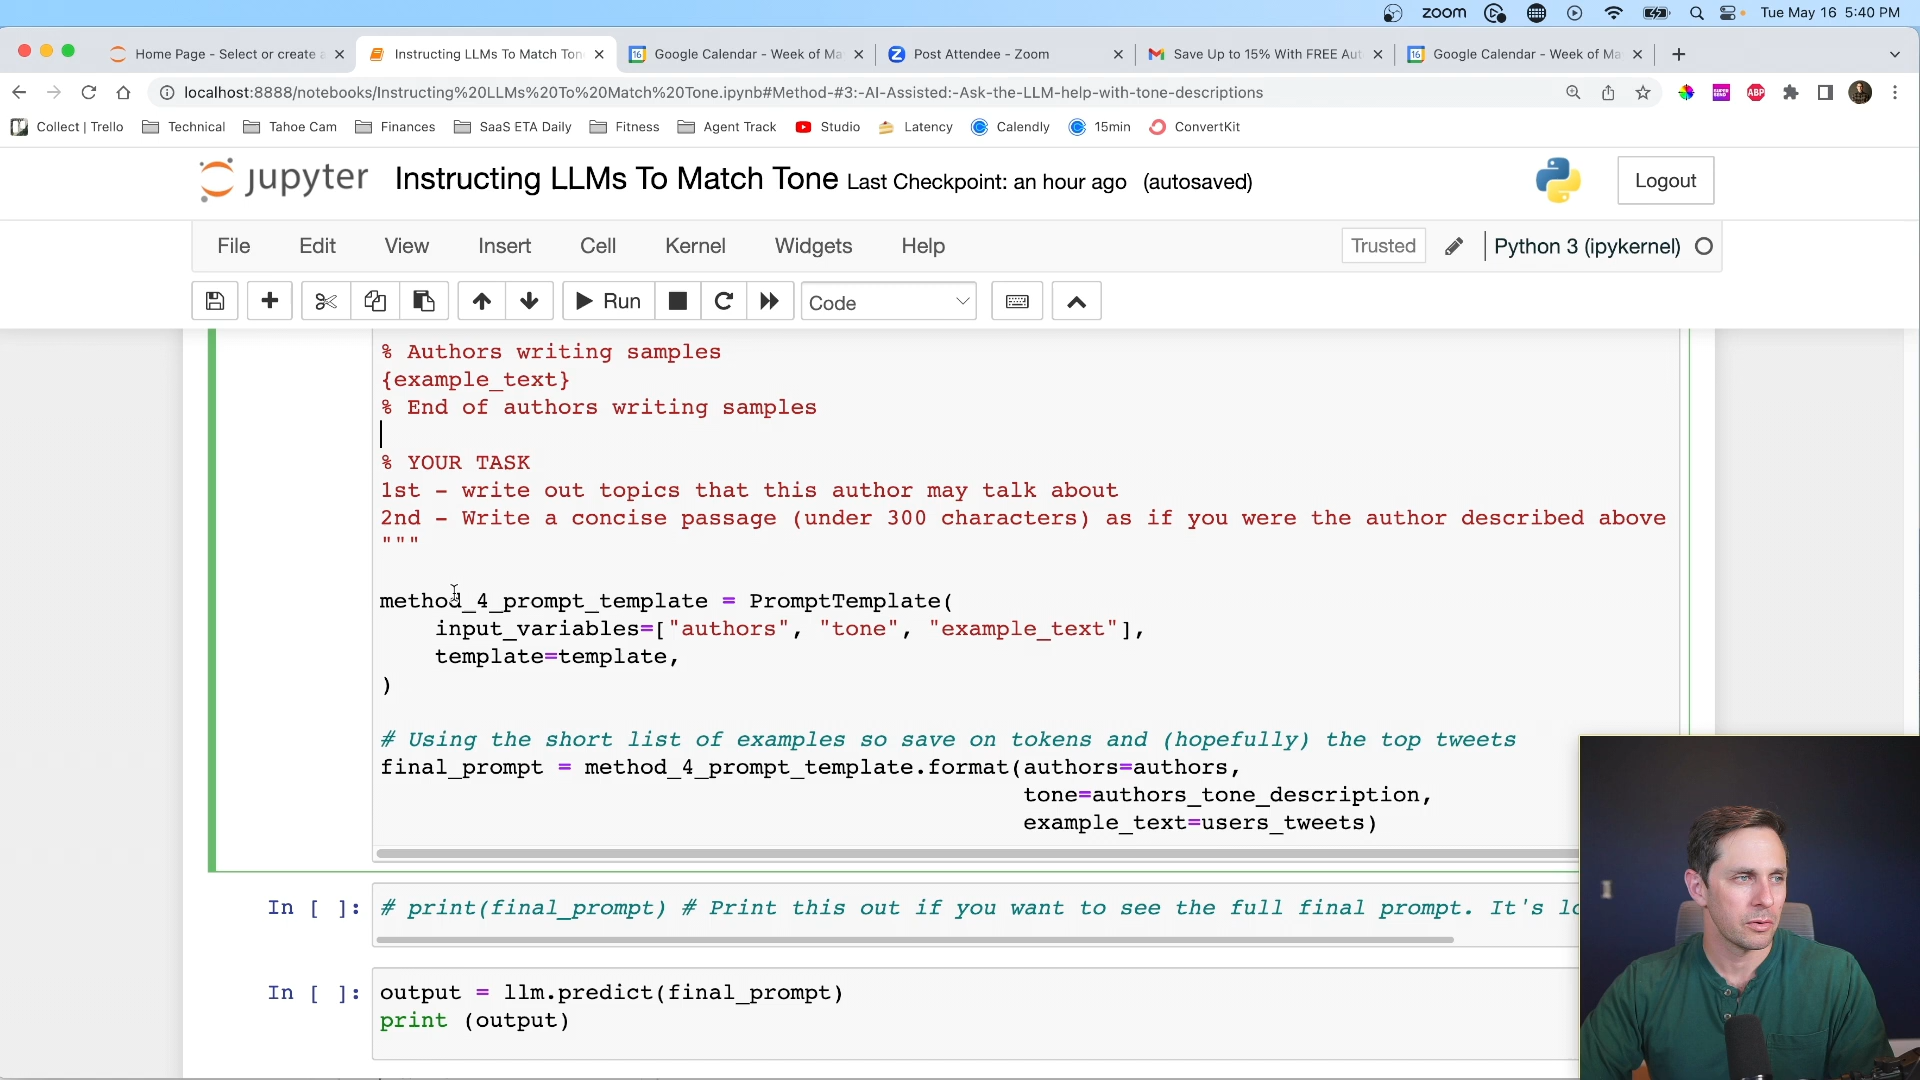 zoom
Tue May 16 5:40 PM
Home Page - Select or create a
Instructing LLMs To Match Ton
Google Calendar - Week of Ma
Post Attendee - Zoom
Save Up to 15% With FREE Aut
Google Calendar - Week of Ma
localhost:8888/notebooks/Instructing%20LLMs%20To%20Match%20Tone.ipynb#Method-#3:-AI-Assisted:-Ask-the-LLM-help-with-tone-descriptions
Collect | Trello
Technical
Tahoe Cam
Finances
SaaS ETA Daily
Fitness
Agent Track
Studio
Latency
Calendly
15min
ConvertKit
jupyter Instructing LLMs To Match Tone Last Checkpoint: an hour ago (autosaved)
Logout
File Edit View Insert Cell Kernel Widgets Help
Trusted
Python 3 (ipykernel)
Run
Code
% Authors writing samples
{example_text}
% End of authors writing samples
% YOUR TASK
1st - write out topics that this author may talk about
2nd - Write a concise passage (under 300 characters) as if you were the author described above
"""
method_4_prompt_template = PromptTemplate(
input_variables=["authors", "tone", "example_text"],
template=template,
)
# Using the short list of examples so save on tokens and (hopefully) the top tweets
final_prompt = method_4_prompt_template.format(authors=authors,
tone=authors_tone_description,
example_text=users_tweets)
In [ ]: # print(final_prompt) # Print this out if you want to see the full final prompt. It's
In [ ]: output = llm.predict(final_prompt)
print (output)